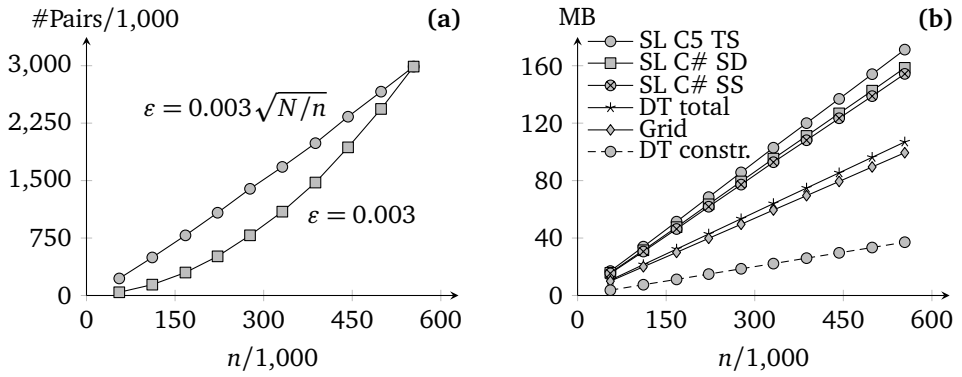 #Pairs/1,000
(a)
3,000
2,250
1,500
750
0
ε = 0.003√N/n
ε = 0.003
0 150 300 450 600
n/1,000
MB
(b)
160
120
80
40
0
SL C5 TS
SL C# SD
SL C# SS
DT total
Grid
DT constr.
0 150 300 450 600
n/1,000